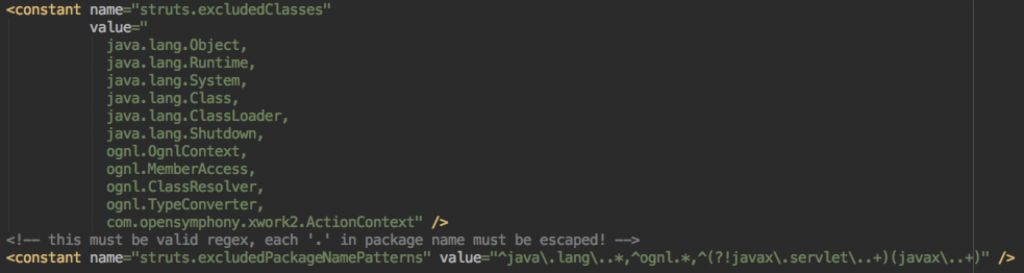 <constant name="struts.excludedClasses"
value="
java.lang.Object,
java.lang.Runtime,
java.lang.System,
java.lang.Class,
java.lang.ClassLoader,
java.lang.Shutdown,
ognl.OgnlContext,
ognl.MemberAccess,
ognl.ClassResolver,
ognl.TypeConverter,
com.opensymphony.xwork2.ActionContext" />
<!-- this must be valid regex, each '.' in package name must be escaped! -->
<constant name="struts.excludedPackageNamePatterns" value="^java\.lang\..*,^ognl.*,^(?!javax\.servlet\..+)(javax\..+)" />